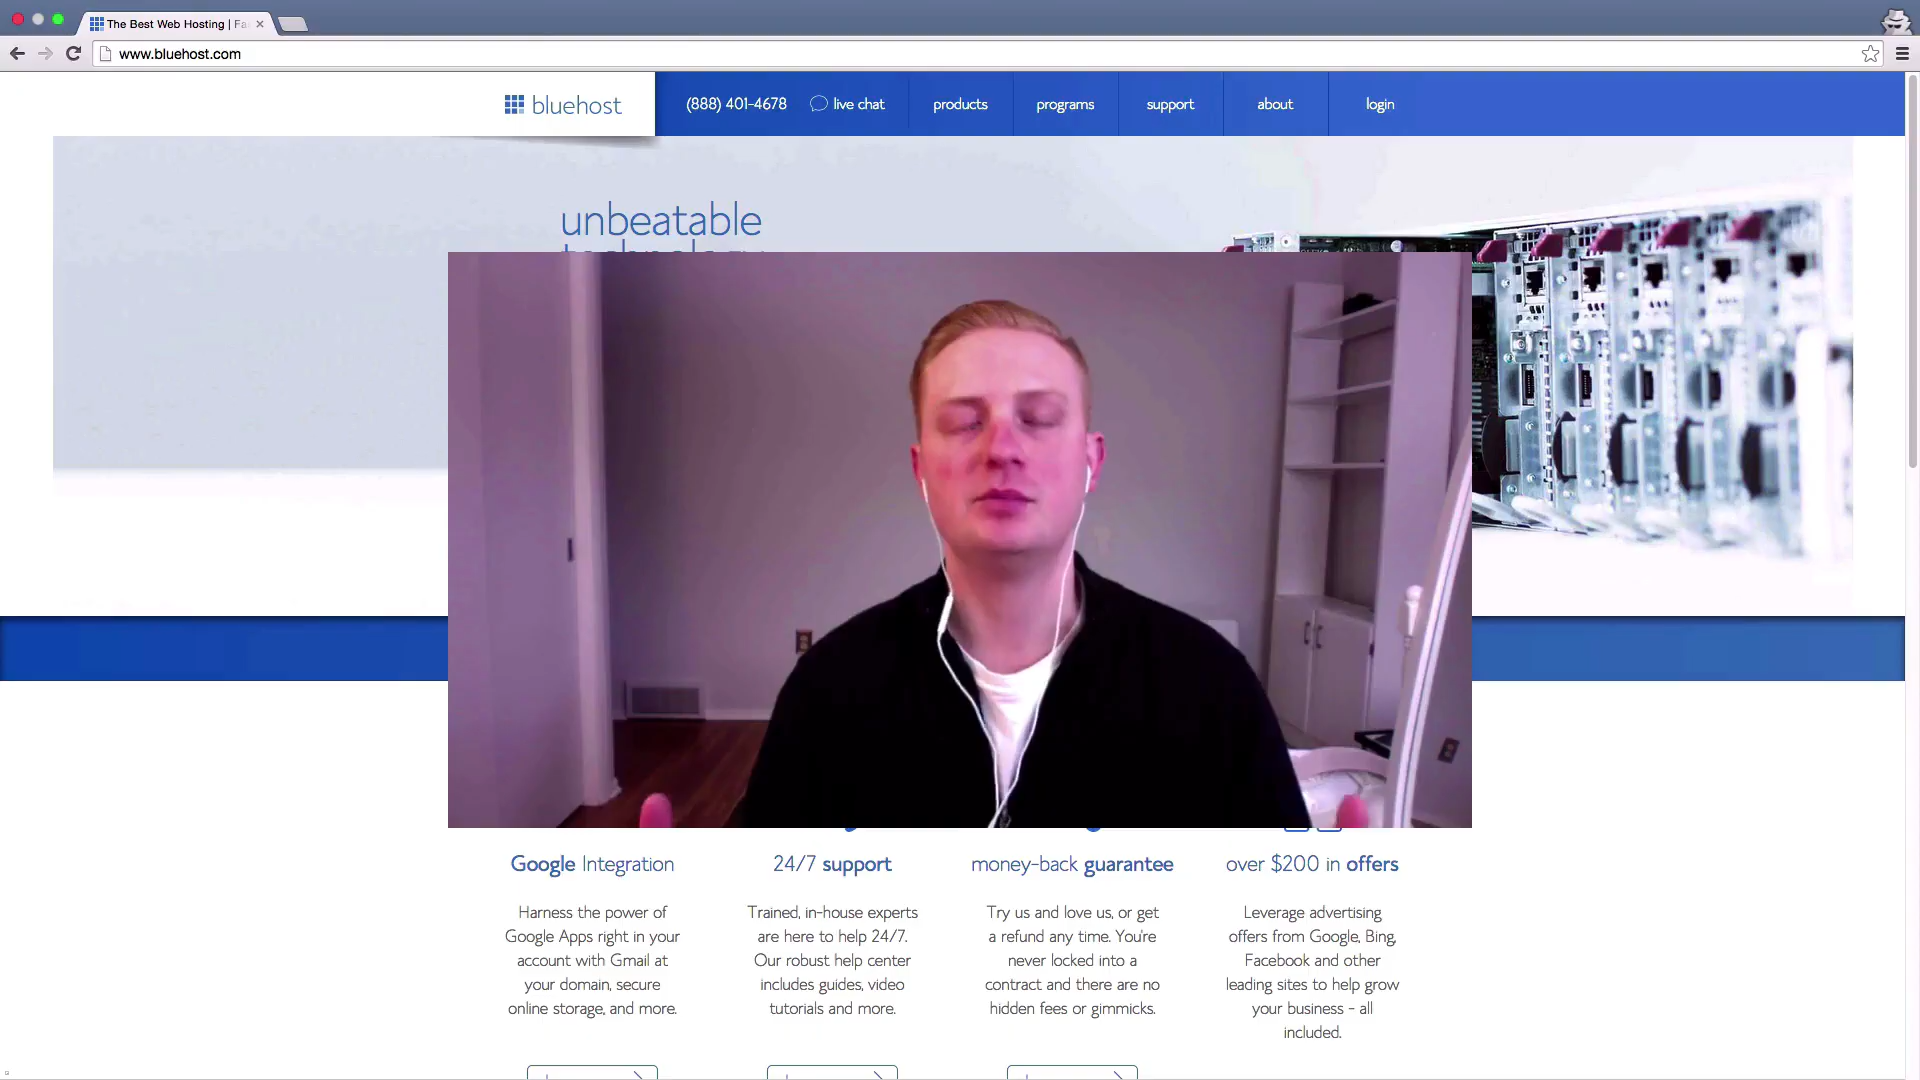 The Best Web Hosting | Fa
www.bluehost.com
bluehost
(888) 401-4678
live chat
products
programs
support
about
login
unbeatable
technology
Google Integration
24/7 support
money-back guarantee
over $200 in offers
Harness the power of
Google Apps right in your
account with Gmail at
your domain, secure
online storage, and more.
Trained, in-house experts
are here to help 24/7.
Our robust help center
includes guides, video
tutorials and more.
Try us and love us, or get
a refund any time. You're
never locked into a
contract and there are no
hidden fees or gimmicks.
Leverage advertising
offers from Google, Bing,
Facebook and other
leading sites to help grow
your business - all
included.